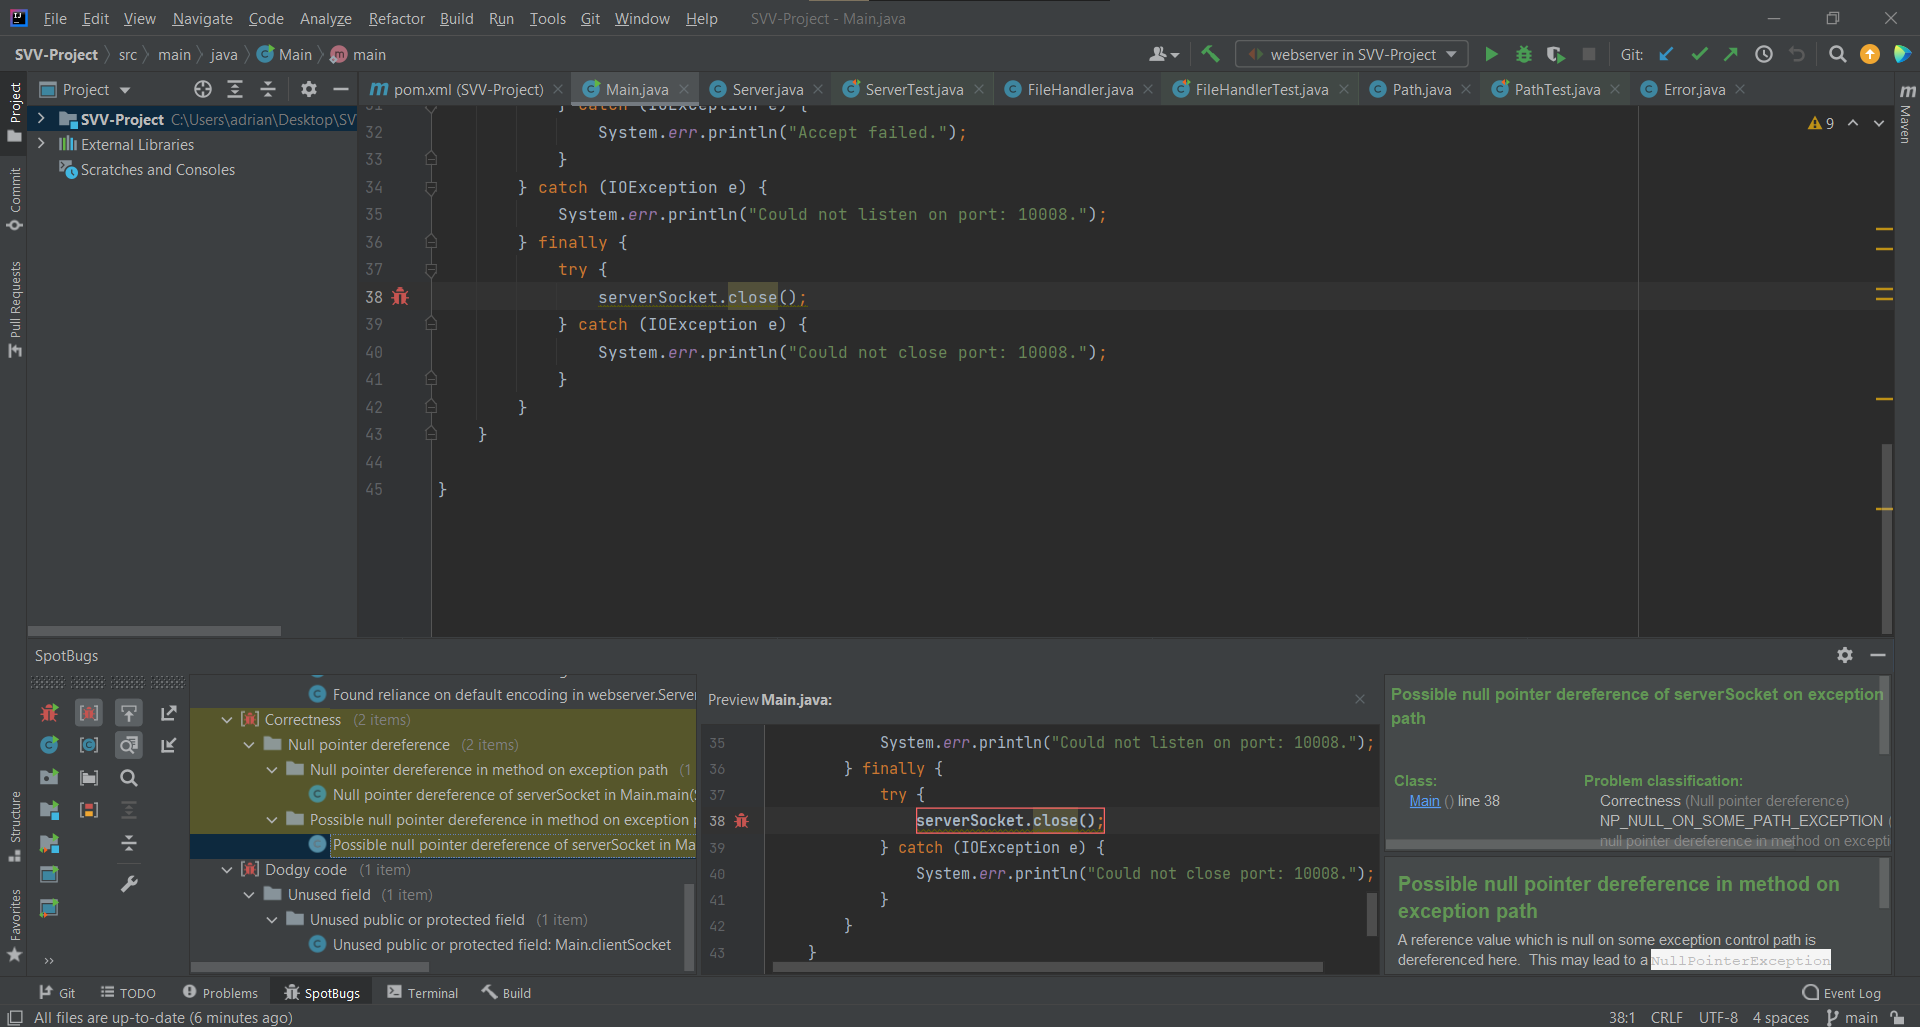 File Edit View Navigate Code Analyze Refactor Build Run Tools Git Window Help SVV-Project - Main.java
SVV-Project src main java Main main
webserver in SVV-Project
Git:
Project
pom.xml (SVV-Project) Main.java Server.java ServerTest.java FileHandler.java FileHandlerTest.java Path.java PathTest.java Error.java
SVV-Project C:\Users\adrian\Desktop\SV
External Libraries
Scratches and Consoles
Project
Commit
Pull Requests
Structure
Favorites
Maven
9
31 } catch (IOException e) {
32 System.err.println("Accept failed.");
33 }
34 } catch (IOException e) {
35 System.err.println("Could not listen on port: 10008.");
36 } finally {
37 try {
38 serverSocket.close();
39 } catch (IOException e) {
40 System.err.println("Could not close port: 10008.");
41 }
42 }
43 }
44
45 }
SpotBugs
Found reliance on default encoding in webserver.Server
Correctness (2 items)
Null pointer dereference (2 items)
Null pointer dereference in method on exception path (1
Null pointer dereference of serverSocket in Main.main(S
Possible null pointer dereference in method on exception p
Possible null pointer dereference of serverSocket in Ma
Dodgy code (1 item)
Unused field (1 item)
Unused public or protected field (1 item)
Unused public or protected field: Main.clientSocket
Preview Main.java:
35 System.err.println("Could not listen on port: 10008.");
36 } finally {
37 try {
38 serverSocket.close();
39 } catch (IOException e) {
40 System.err.println("Could not close port: 10008.");
41 }
42 }
43 }
Possible null pointer dereference of serverSocket on exception
path
Class:
Main () line 38
Problem classification:
Correctness (Null pointer dereference)
NP_NULL_ON_SOME_PATH_EXCEPTION (
null pointer dereference in method on excepti
Possible null pointer dereference in method on
exception path
A reference value which is null on some exception control path is
dereferenced here. This may lead to a NullPointerException
Git TODO Problems SpotBugs Terminal Build Event Log
All files are up-to-date (6 minutes ago) 38:1 CRLF UTF-8 4 spaces main